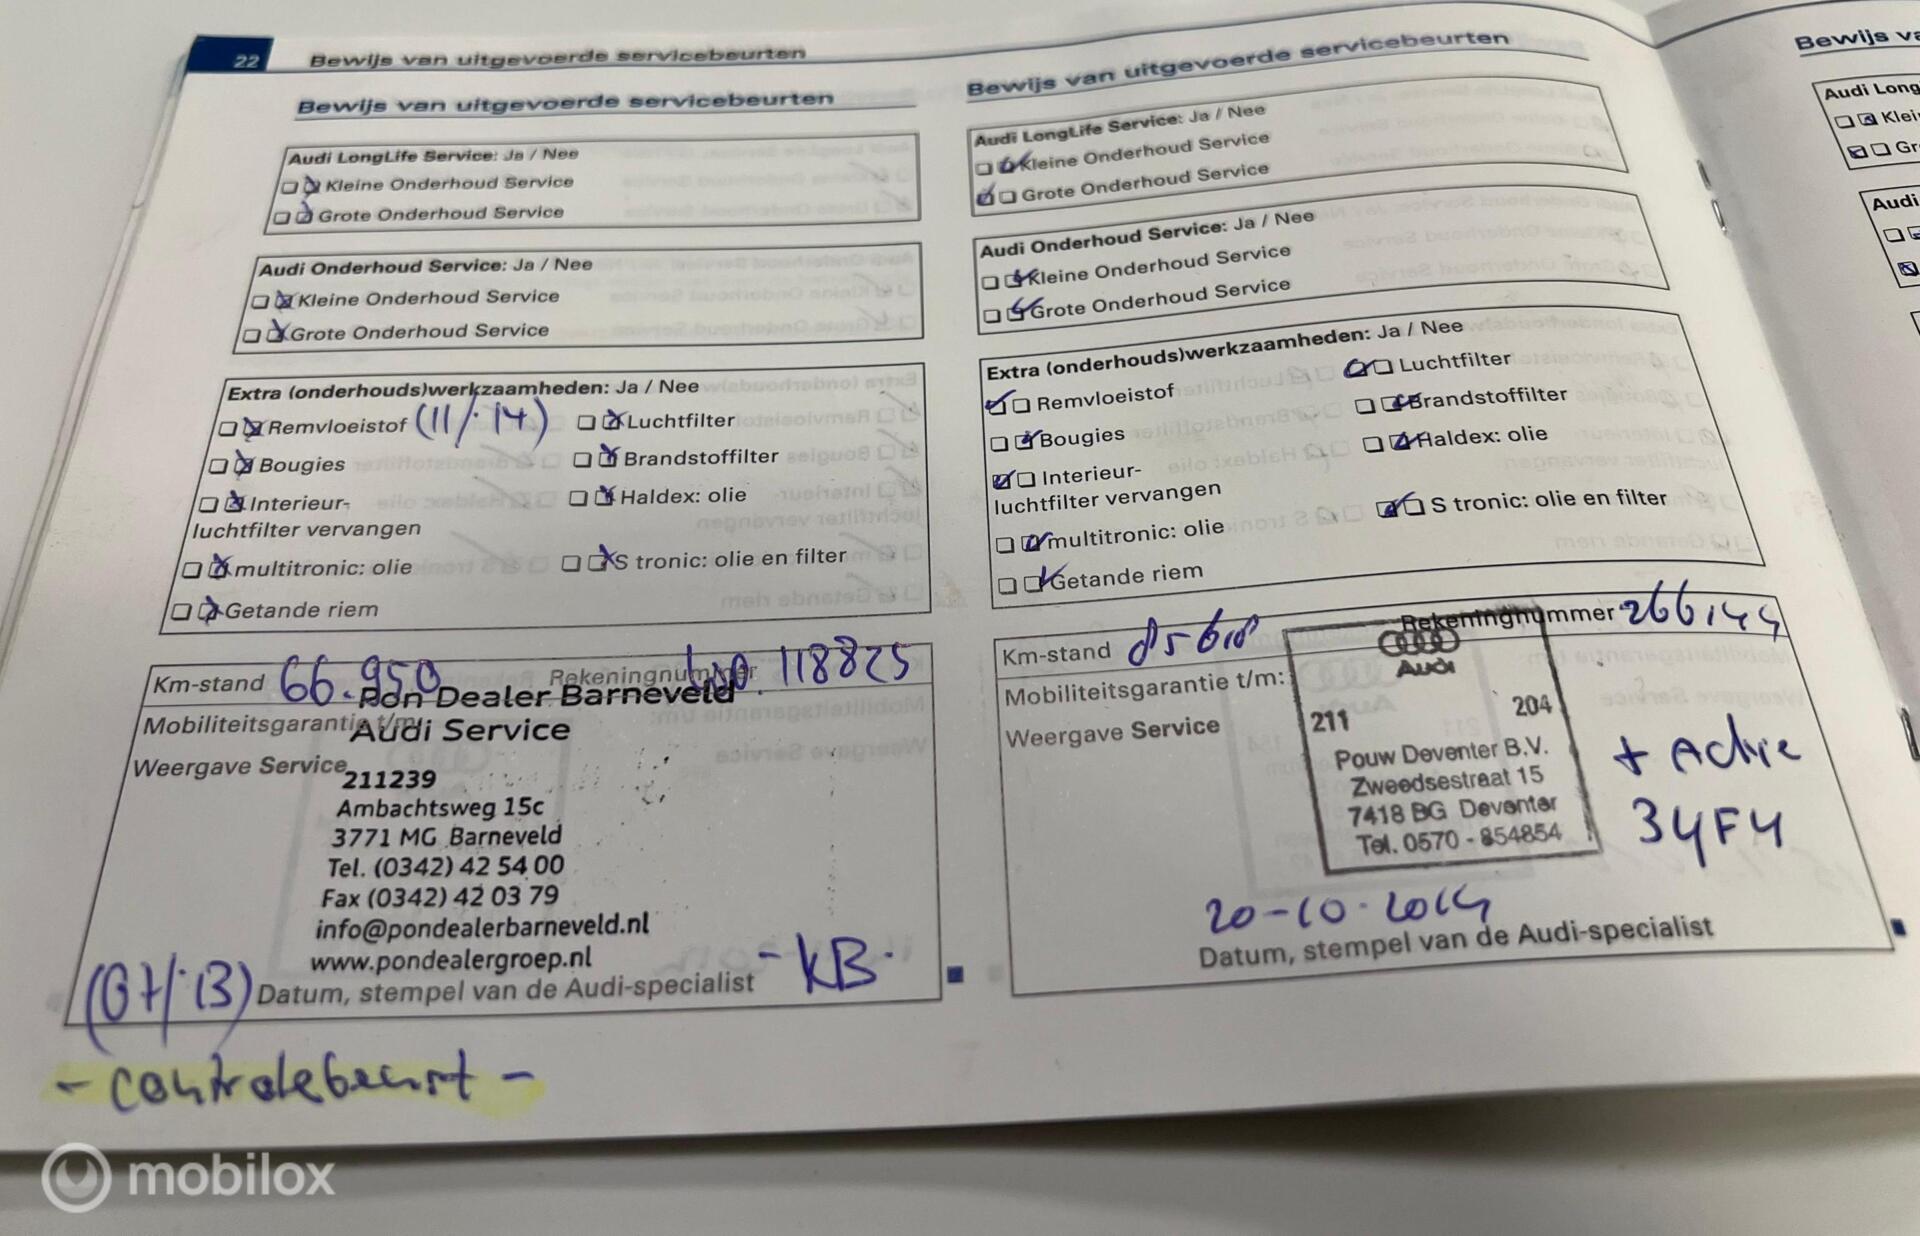 22 Bewijs van uitgevoerde servicebeurten
Bewijs van uitgevoerde servicebeurten
Audi LongLife Service: Ja / Nee
Kleine Onderhoud Service
Grote Onderhoud Service
Audi Onderhoud Service: Ja / Nee
Kleine Onderhoud Service
Grote Onderhoud Service
Extra (onderhouds)werkzaamheden: Ja / Nee
Remvloeistof (11/'14) Luchtfilter
Bougies Brandstoffilter
Interieur- Haldex: olie
luchtfilter vervangen
multitronic: olie S tronic: olie en filter
Getande riem
Km-stand 66.950 Rekeningnummer 118825
Pon Dealer Barneveld
Mobiliteitsgarantie t/m:
Audi Service
Weergave Service
211239
Ambachtsweg 15c
3771 MG Barneveld
Tel. (0342) 42 54 00
Fax (0342) 42 03 79
info@pondealerbarneveld.nl
www.pondealergroep.nl
(07/'13) Datum, stempel van de Audi-specialist - KB.
- controlebeurt -
Bewijs van uitgevoerde servicebeurten
Audi LongLife Service: Ja / Nee
Kleine Onderhoud Service
Grote Onderhoud Service
Audi Onderhoud Service: Ja / Nee
Kleine Onderhoud Service
Grote Onderhoud Service
Extra (onderhouds)werkzaamheden: Ja / Nee
Remvloeistof Luchtfilter
Bougies Brandstoffilter
Interieur- Haldex: olie
luchtfilter vervangen
multitronic: olie S tronic: olie en filter
Getande riem
Km-stand 85608 Rekeningnummer 266144
Mobiliteitsgarantie t/m:
Weergave Service
Audi
211 204
Pouw Deventer B.V.
Zweedsestraat 15
7418 BG Deventer
Tel. 0570 - 854854
+ Actie
34F4
20-10-2014
Datum, stempel van de Audi-specialist
Bewijs va
Audi Long
Klei
Gr
Audi
mobilox